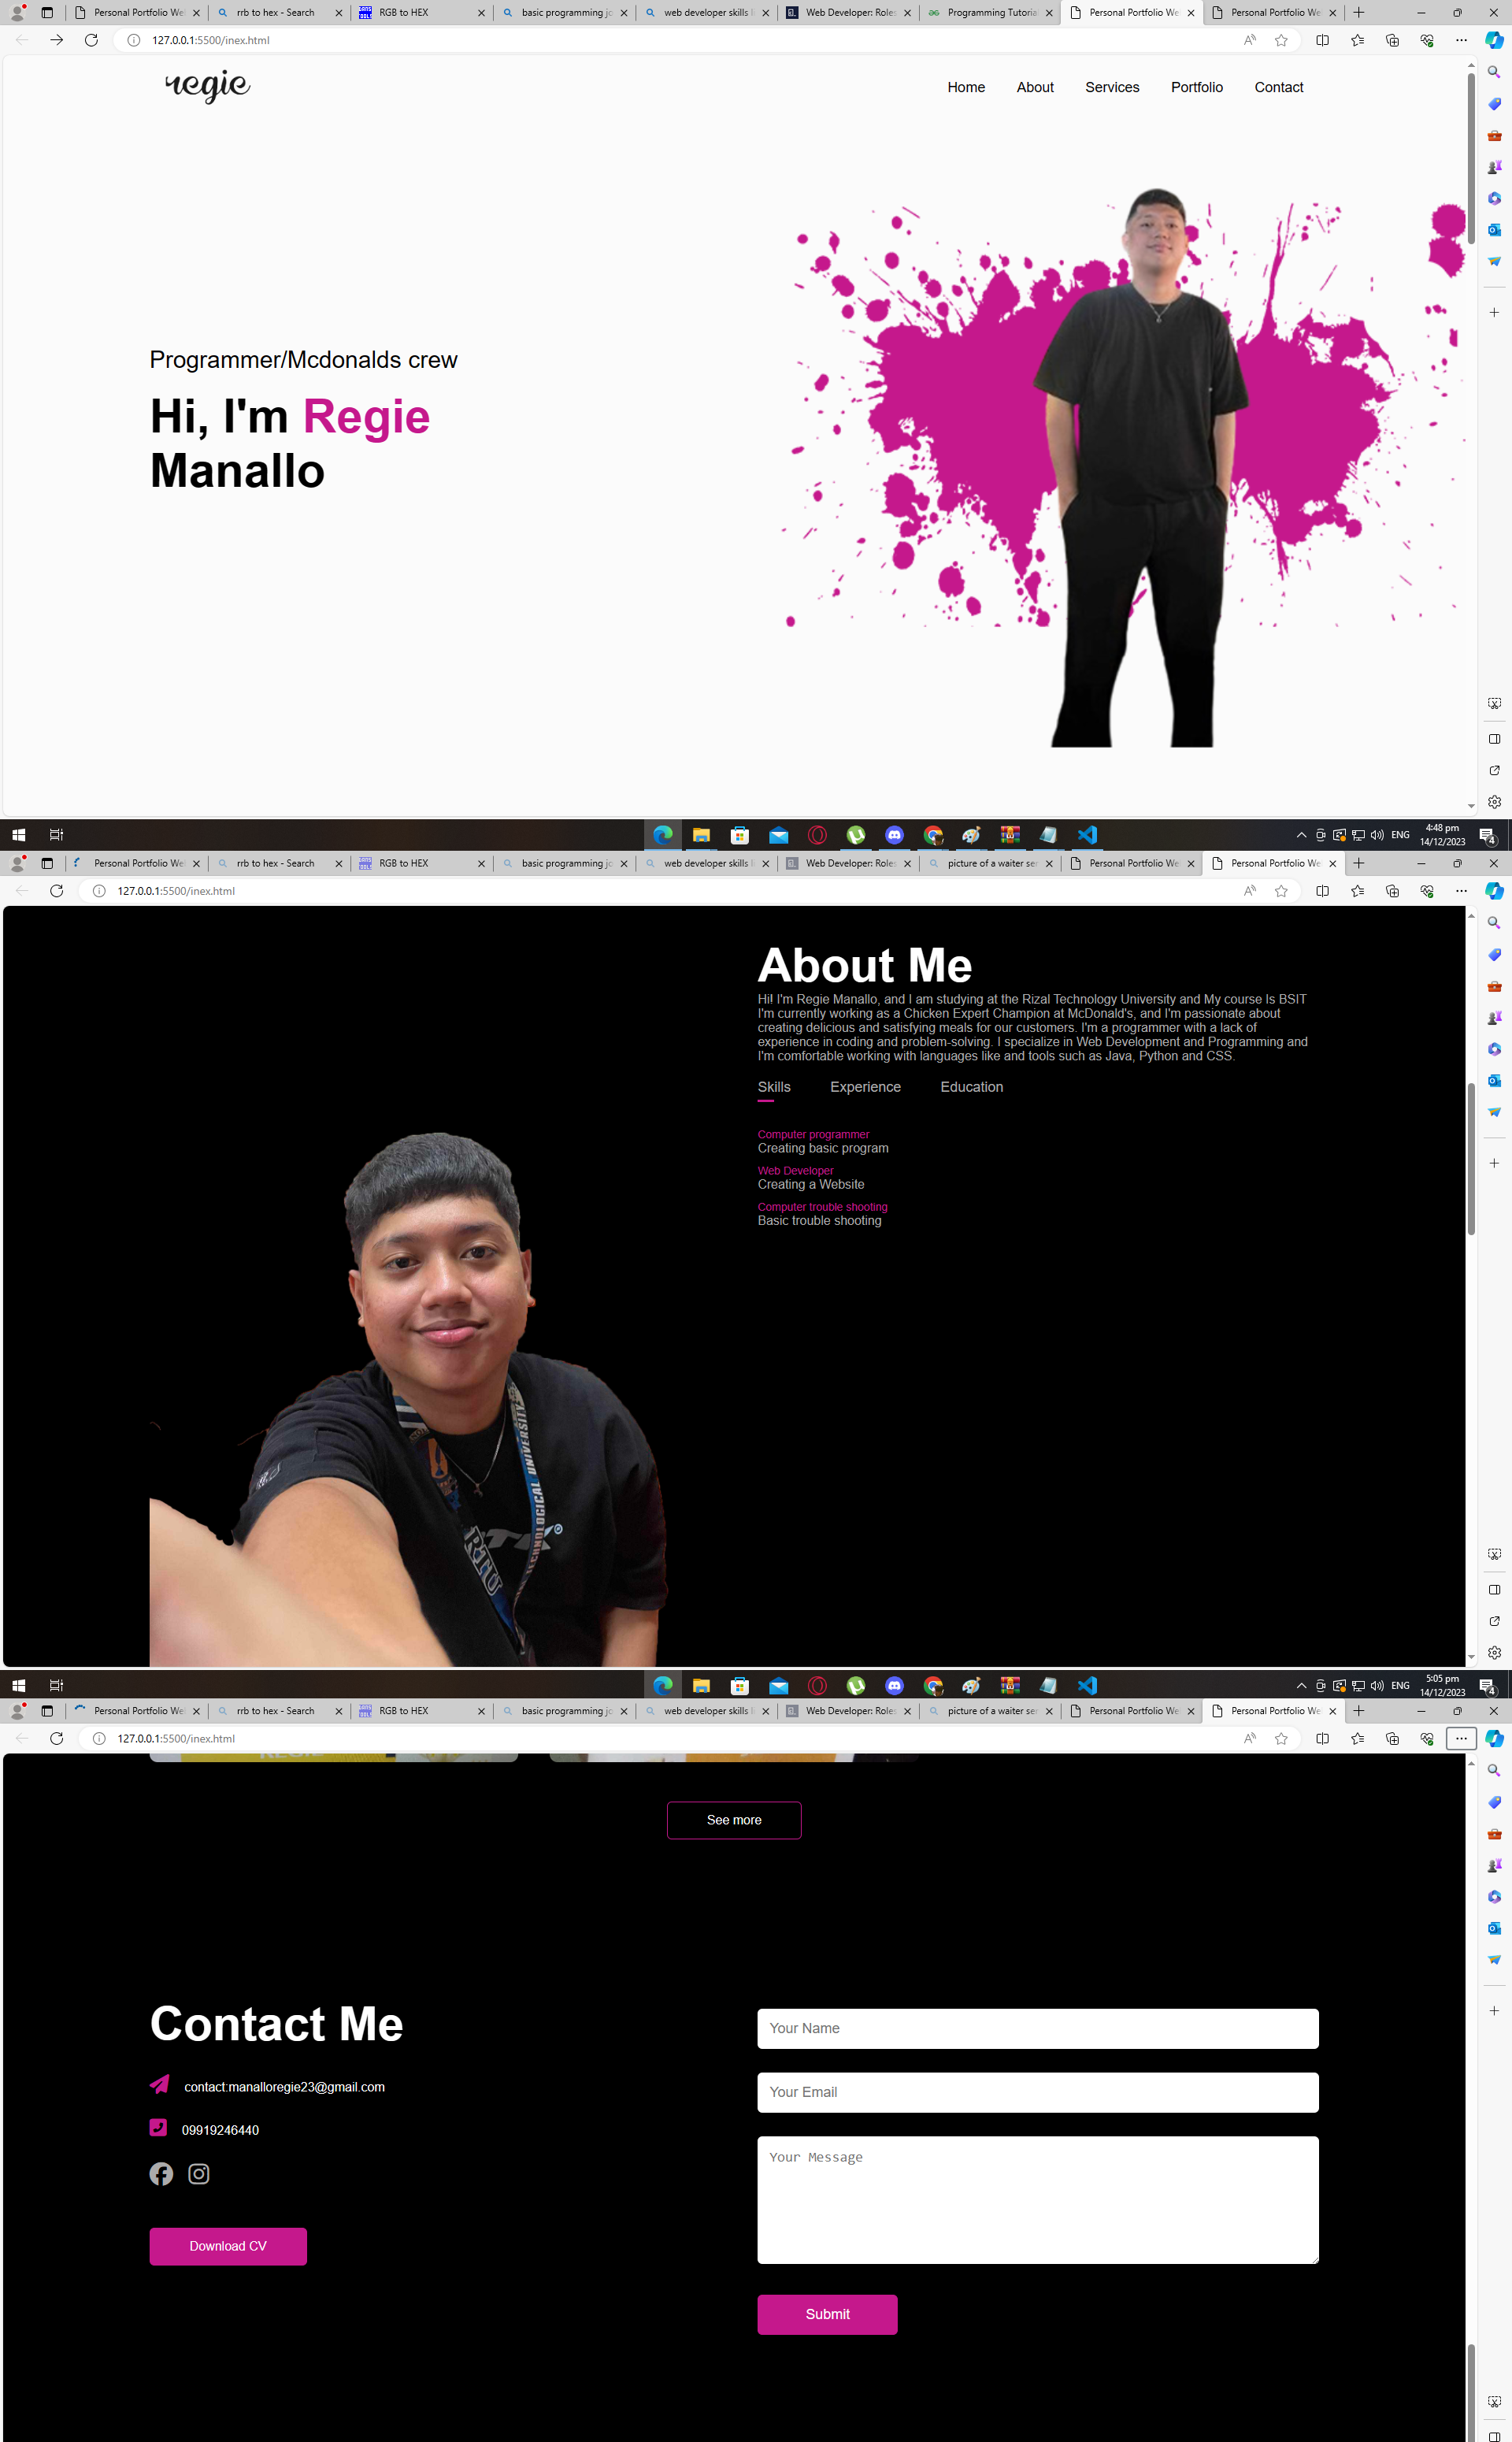 Personal Portfolio We
rrb to hex - Search
RGB to HEX
basic programming jo
web developer skills l
Web Developer: Roles
Programming Tutorial
Personal Portfolio We
Personal Portfolio We
127.0.0.1:5500/inex.html
regie
Home About Services Portfolio Contact
Programmer/Mcdonalds crew
Hi, I'm Regie
Manallo
ENG
4:48 pm
14/12/2023
4
Personal Portfolio We
rrb to hex - Search
RGB to HEX
basic programming jo
web developer skills l
Web Developer: Roles
picture of a waiter ser
Personal Portfolio We
Personal Portfolio We
127.0.0.1:5500/inex.html
About Me
Hi! I'm Regie Manallo, and I am studying at the Rizal Technology University and My course Is BSIT
I'm currently working as a Chicken Expert Champion at McDonald's, and I'm passionate about
creating delicious and satisfying meals for our customers. I'm a programmer with a lack of
experience in coding and problem-solving. I specialize in Web Development and Programming and
I'm comfortable working with languages like and tools such as Java, Python and CSS.
Skills Experience Education
Computer programmer
Creating basic program
Web Developer
Creating a Website
Computer trouble shooting
Basic trouble shooting
TECHNOLOGICAL UNIVERSITY
RTU
ENG
5:05 pm
14/12/2023
4
Personal Portfolio We
rrb to hex - Search
RGB to HEX
basic programming jo
web developer skills l
Web Developer: Roles
picture of a waiter ser
Personal Portfolio We
Personal Portfolio We
127.0.0.1:5500/inex.html
See more
Contact Me
contact:manalloregie23@gmail.com
09919246440
Download CV
Your Name
Your Email
Your Message
Submit